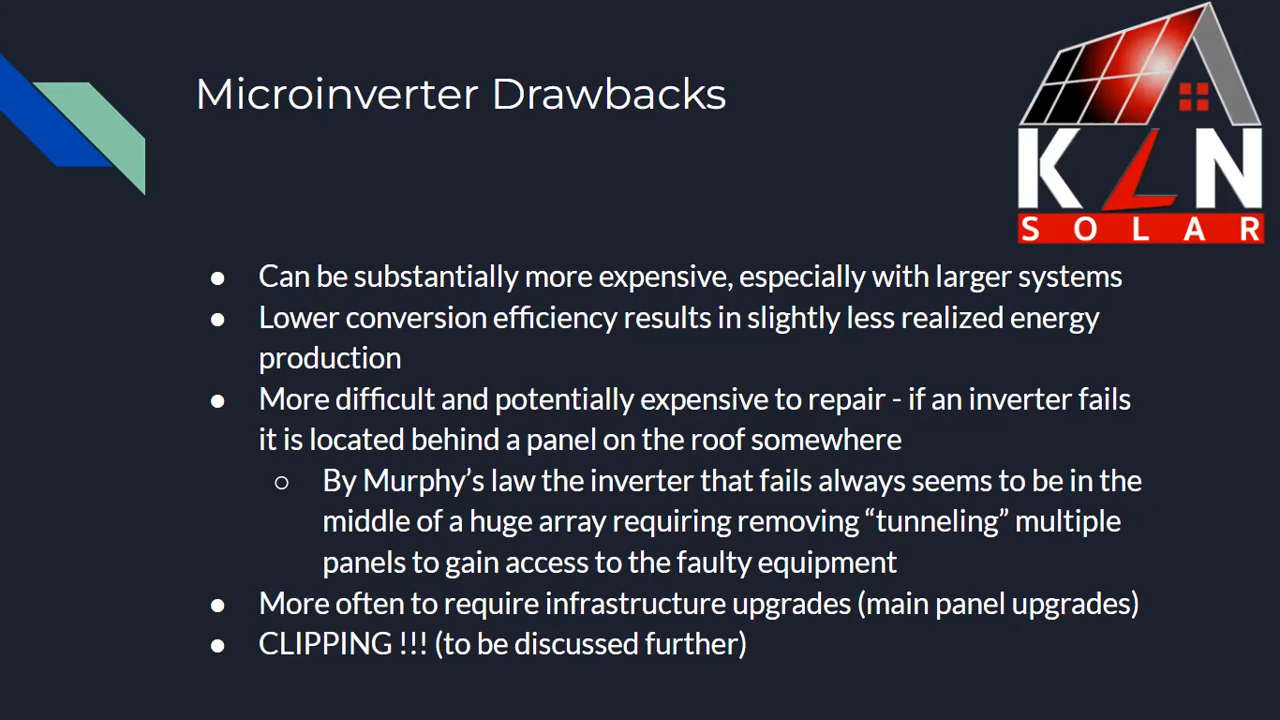 Microinverter Drawbacks
KLN
SOLAR
● Can be substantially more expensive, especially with larger systems
● Lower conversion efficiency results in slightly less realized energy
production
● More difficult and potentially expensive to repair - if an inverter fails
it is located behind a panel on the roof somewhere
○ By Murphy’s law the inverter that fails always seems to be in the
middle of a huge array requiring removing “tunneling” multiple
panels to gain access to the faulty equipment
● More often to require infrastructure upgrades (main panel upgrades)
● CLIPPING !!! (to be discussed further)